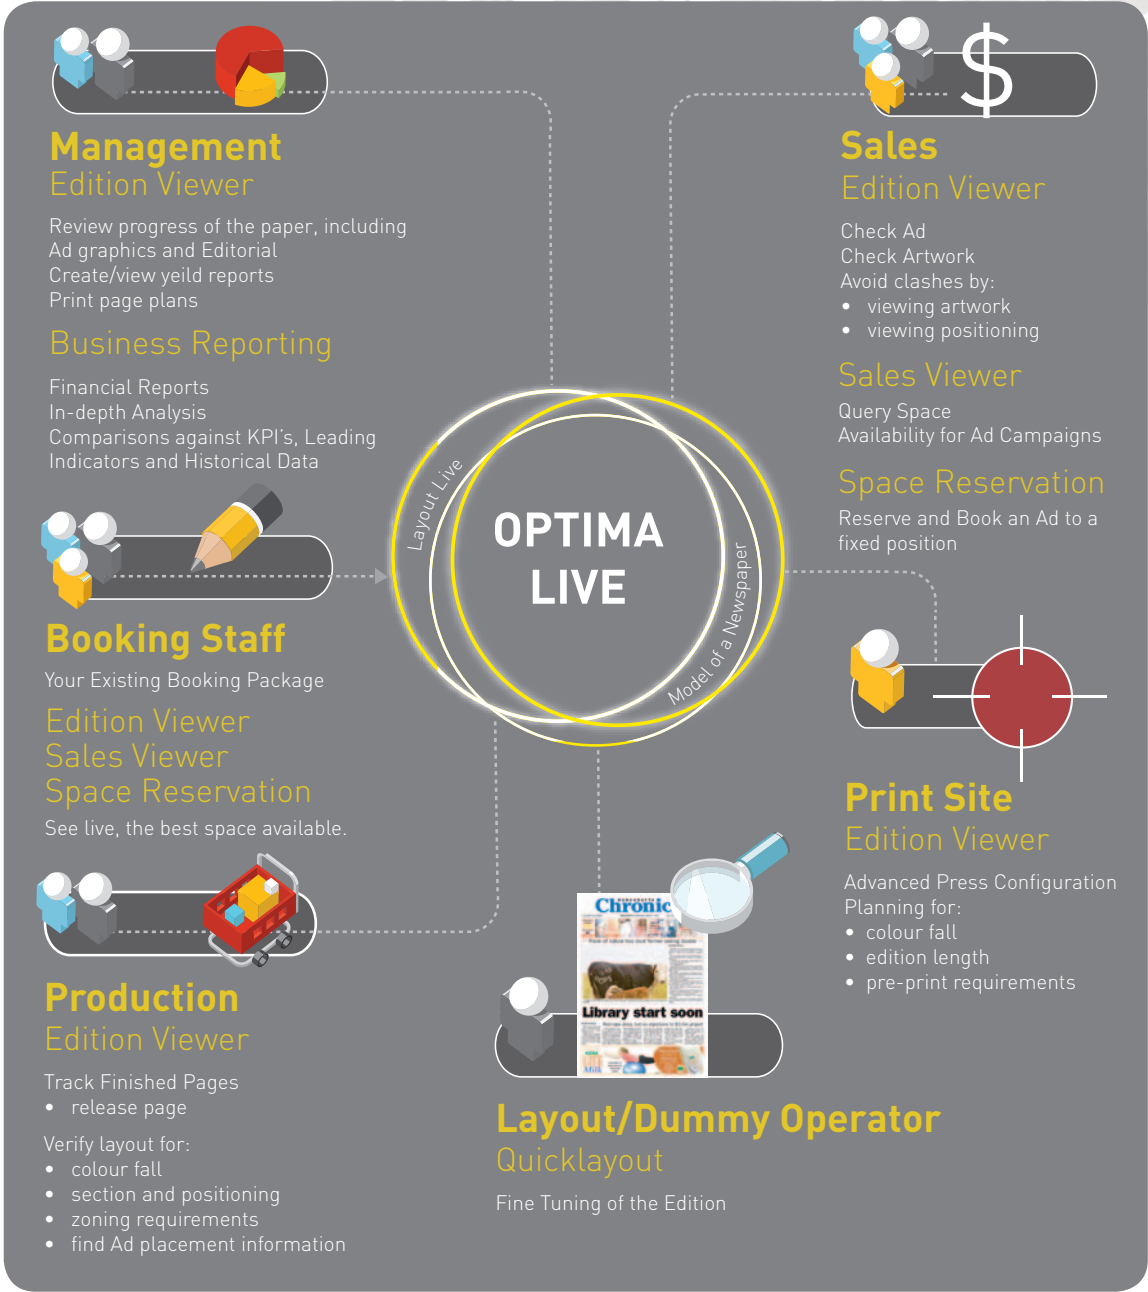 Management
Edition Viewer
Review progress of the paper, including
Ad graphics and Editorial
Create/view yeild reports
Print page plans
Business Reporting
Financial Reports
In-depth Analysis
Comparisons against KPI's, Leading
Indicators and Historical Data
Sales
Edition Viewer
Check Ad
Check Artwork
Avoid clashes by:
• viewing artwork
• viewing positioning
Sales Viewer
Query Space
Availability for Ad Campaigns
Space Reservation
Reserve and Book an Ad to a
fixed position
Layout Live
OPTIMA
LIVE
Model of a Newspaper
Booking Staff
Your Existing Booking Package
Edition Viewer
Sales Viewer
Space Reservation
See live, the best space available.
Print Site
Edition Viewer
Advanced Press Configuration
Planning for:
• colour fall
• edition length
• pre-print requirements
Production
Edition Viewer
Track Finished Pages
• release page
Verify layout for:
• colour fall
• section and positioning
• zoning requirements
• find Ad placement information
Chronic
Library start soon
Layout/Dummy Operator
Quicklayout
Fine Tuning of the Edition